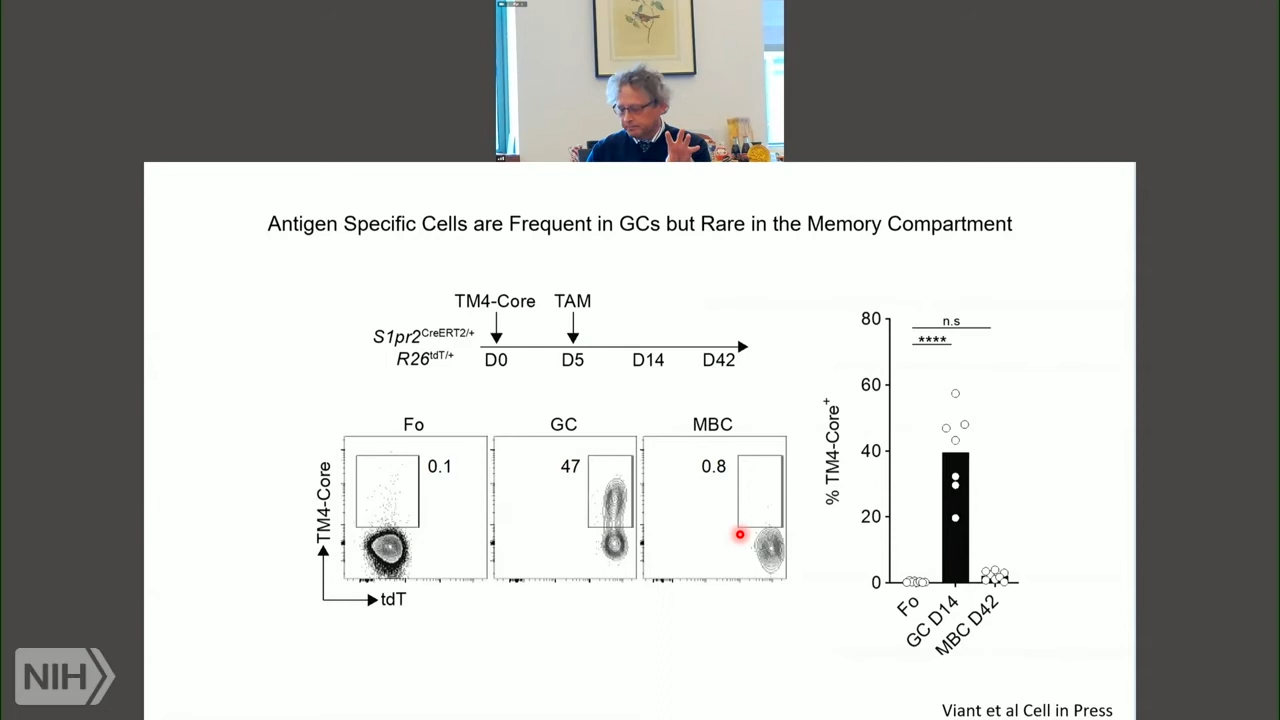 Antigen Specific Cells are Frequent in GCs but Rare in the Memory Compartment
TM4-Core TAM
S1pr2CreERT2/+
R26tdT/+
D0 D5 D14 D42
Fo GC MBC
0.1 47 0.8
TM4-Core
tdT
80
60
40
20
0
n.s
****
% TM4-Core+
Fo
GC D14
MBC D42
NIH
Viant et al Cell in Press